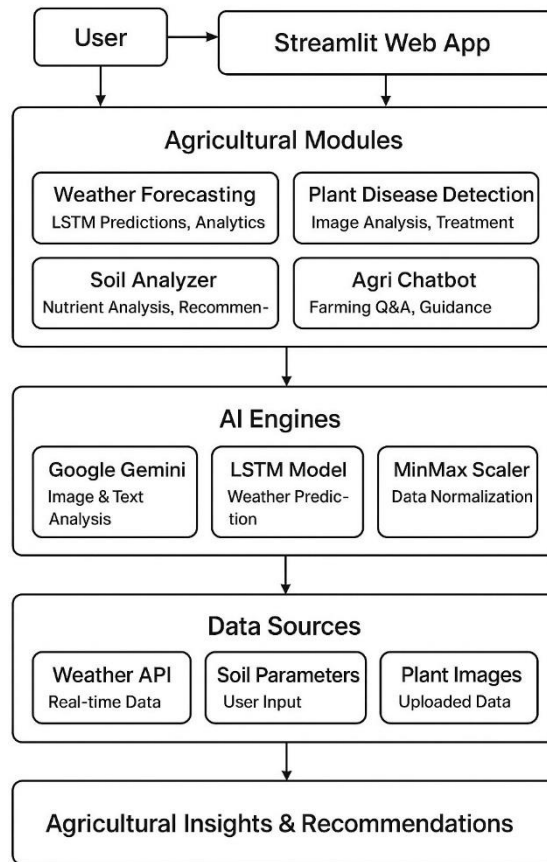 User
Streamlit Web App
Agricultural Modules
Weather Forecasting
LSTM Predictions, Analytics
Plant Disease Detection
Image Analysis, Treatment
Soil Analyzer
Nutrient Analysis, Recommen-
Agri Chatbot
Farming Q&A, Guidance
AI Engines
Google Gemini
Image & Text
Analysis
LSTM Model
Weather Predic-
tion
MinMax Scaler
Data Normalization
Data Sources
Weather API
Real-time Data
Soil Parameters
User Input
Plant Images
Uploaded Data
Agricultural Insights & Recommendations